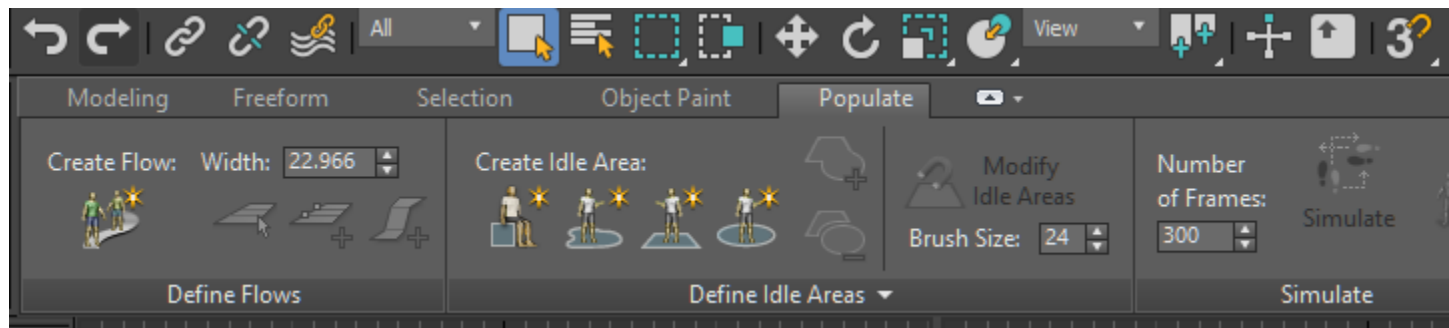 All
View
3
Modeling Freeform Selection Object Paint Populate
Create Flow: Width: 22.966
Create Idle Area:
Modify
Idle Areas
Brush Size: 24
Number
of Frames:
300
Simulate
Define Flows
Define Idle Areas
Simulate